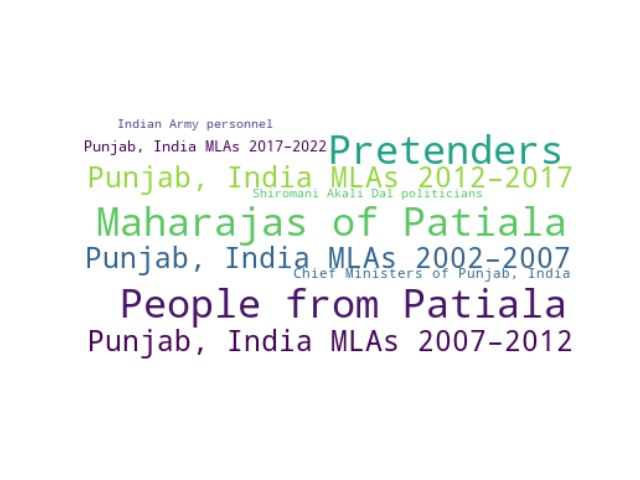 Indian Army personnel
Punjab, India MLAs 2017–2022
Pretenders
Punjab, India MLAs 2012–2017
Shiromani Akali Dal politicians
Maharajas of Patiala
Punjab, India MLAs 2002–2007
Chief Ministers of Punjab, India
People from Patiala
Punjab, India MLAs 2007–2012